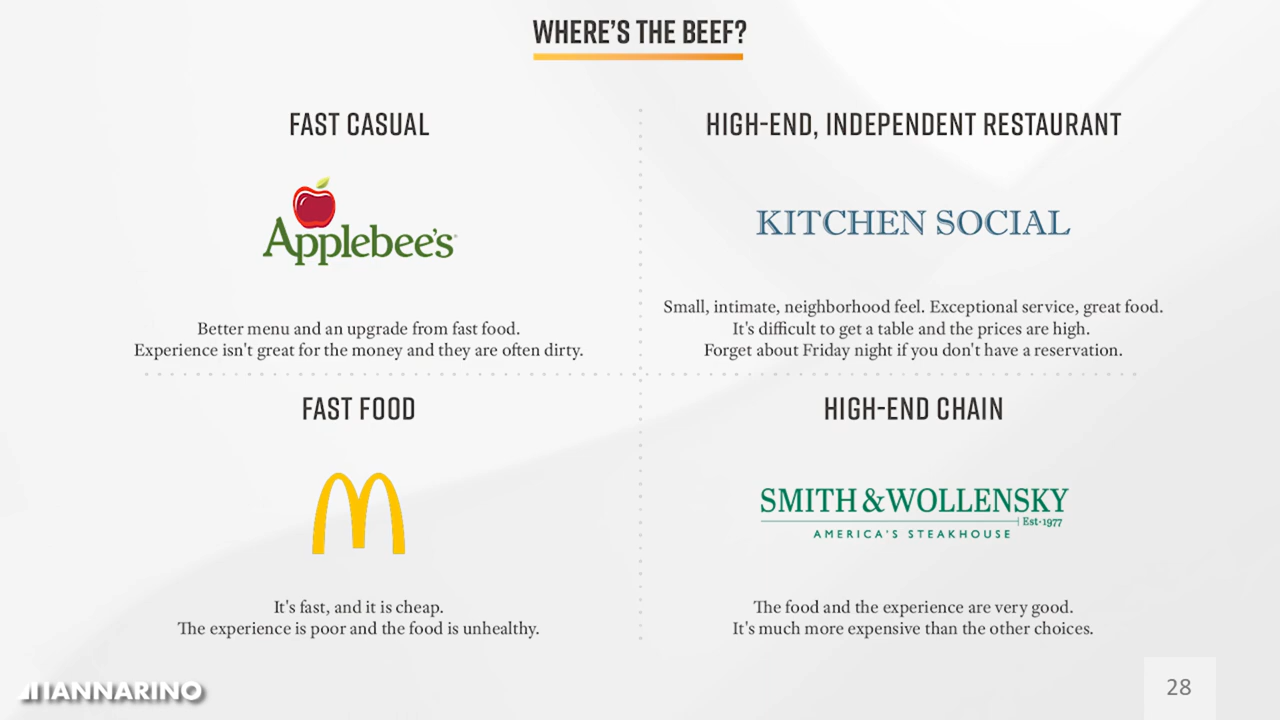 WHERE'S THE BEEF?
FAST CASUAL
Applebee's
Better menu and an upgrade from fast food.
Experience isn't great for the money and they are often dirty.
HIGH-END, INDEPENDENT RESTAURANT
KITCHEN SOCIAL
Small, intimate, neighborhood feel. Exceptional service, great food.
It's difficult to get a table and the prices are high.
Forget about Friday night if you don't have a reservation.
FAST FOOD
It's fast, and it is cheap.
The experience is poor and the food is unhealthy.
HIGH-END CHAIN
SMITH & WOLLENSKY
Est·1977
AMERICA'S STEAKHOUSE
The food and the experience are very good.
It's much more expensive than the other choices.
IANNARINO
28